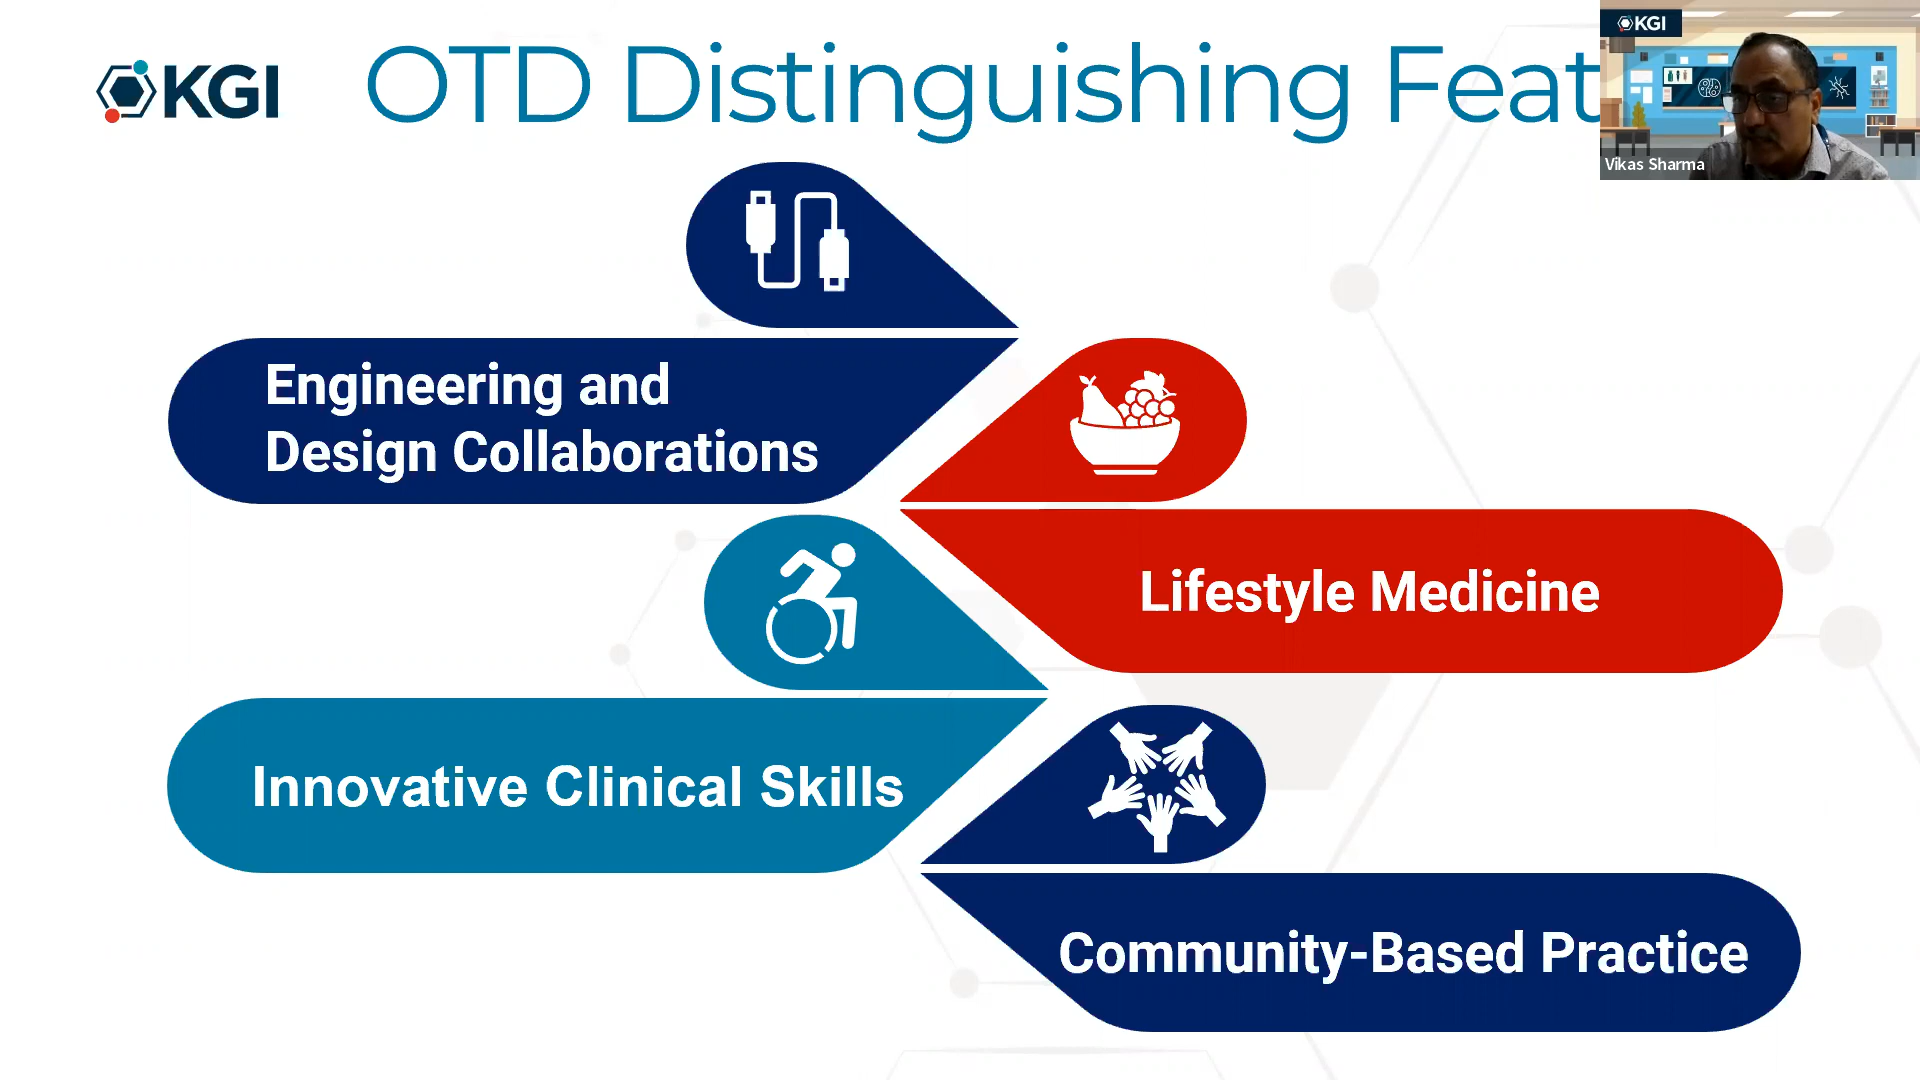 KGI
OTD Distinguishing Feat
KGI
Vikas Sharma
Engineering and
Design Collaborations
Lifestyle Medicine
Innovative Clinical Skills
Community-Based Practice